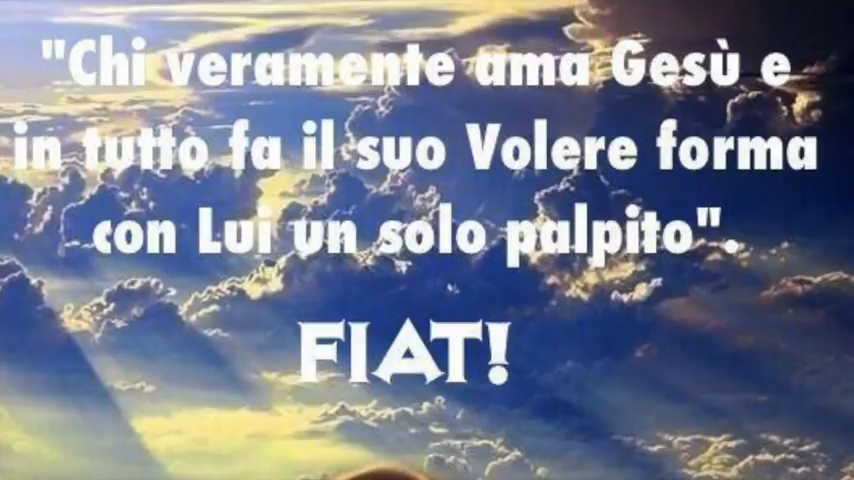 "Chi veramente ama Gesù e
in tutto fa il suo Volere forma
con Lui un solo palpito".
FIAT!